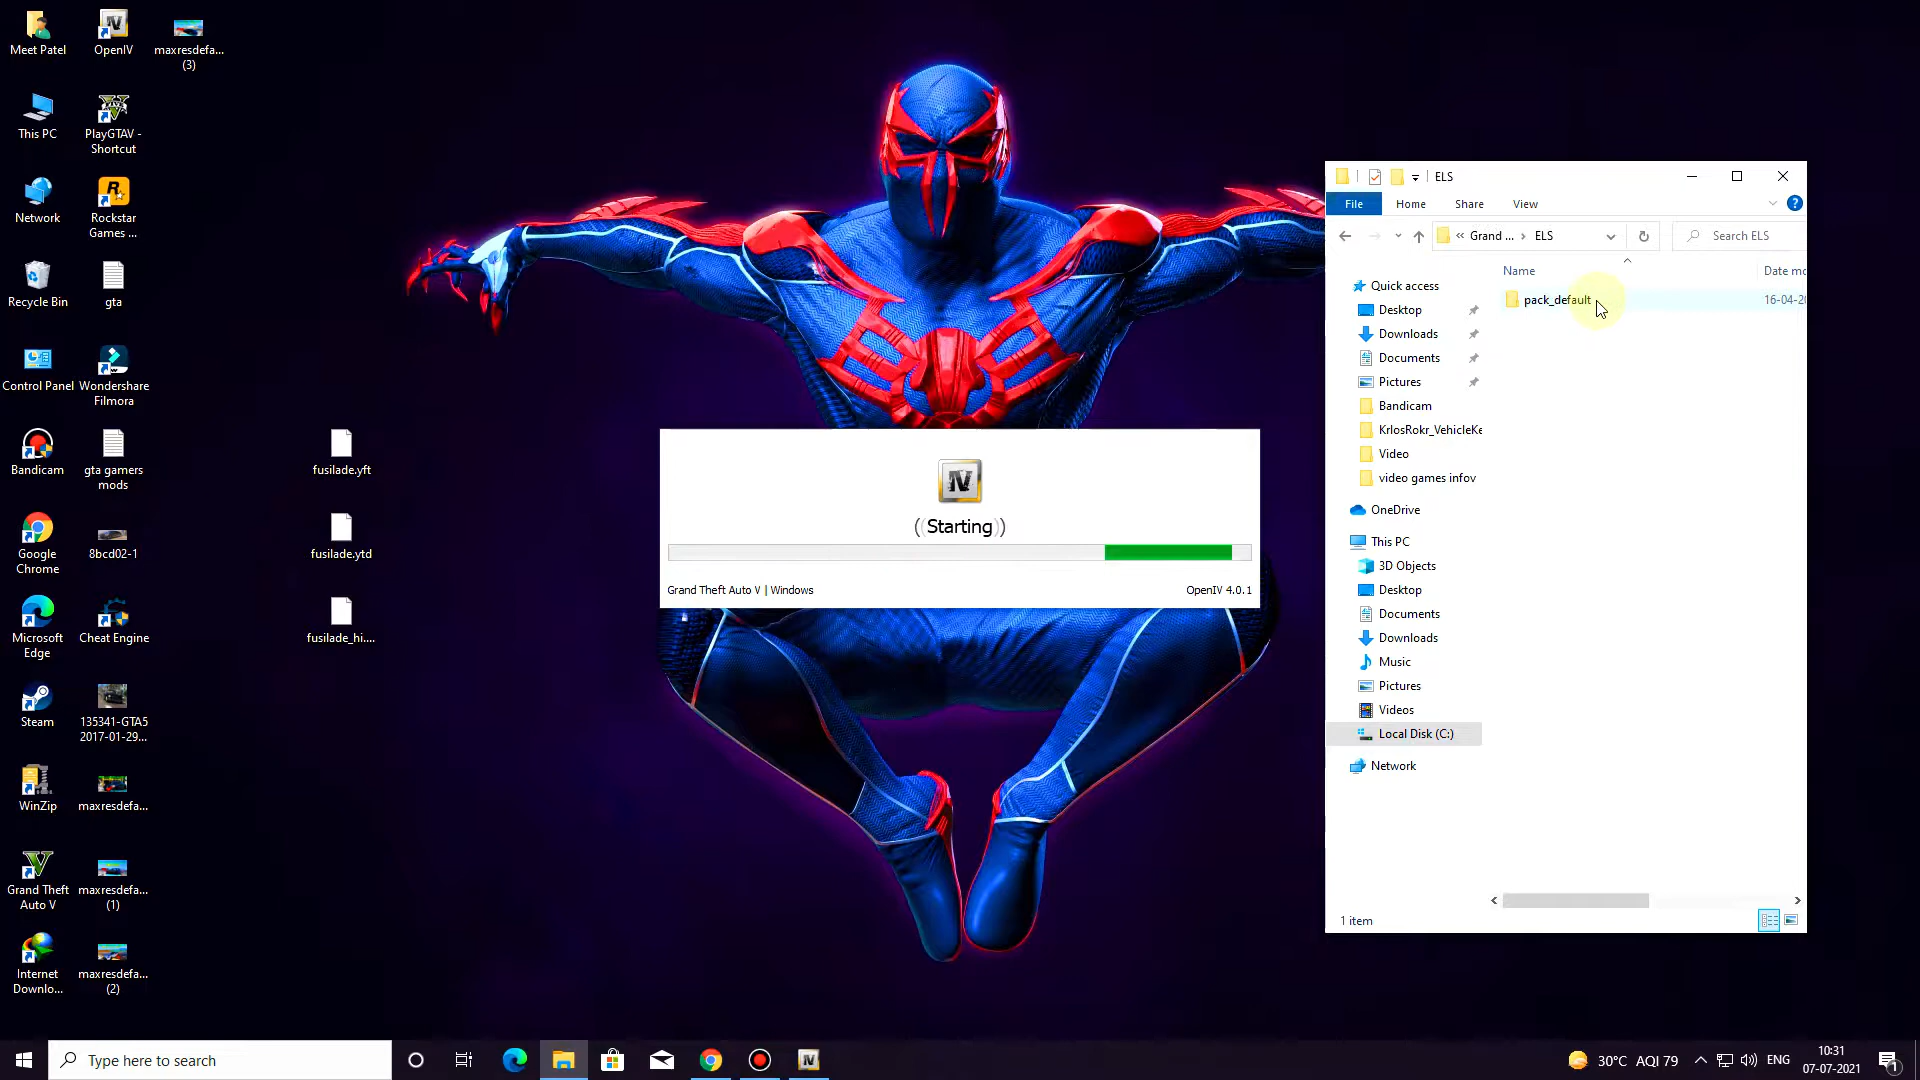 Meet Patel
OpenIV
maxresdefa...
(3)
This PC
PlayGTAV -
Shortcut
Network
Rockstar
Games ...
Recycle Bin
gta
Control Panel
Wondershare
Filmora
Bandicam
gta gamers
mods
Google
Chrome
8bcd02-1
Microsoft
Edge
Cheat Engine
Steam
135341-GTA5
2017-01-29...
WinZip
maxresdefa...
Grand Theft
Auto V
maxresdefa...
(1)
Internet
Downlo...
maxresdefa...
(2)
fusilade.yft
fusilade.ytd
fusilade_hi....
IV
((Starting))
Grand Theft Auto V | Windows
OpenIV 4.0.1
ELS
File
Home
Share
View
« Grand ... › ELS
Search ELS
Name
Date mo
pack_default
16-04-20
Quick access
Desktop
Downloads
Documents
Pictures
Bandicam
KrlosRokr_VehicleKe
Video
video games infov
OneDrive
This PC
3D Objects
Desktop
Documents
Downloads
Music
Pictures
Videos
Local Disk (C:)
Network
1 item
Type here to search
30°C AQI 79
ENG
10:31
07-07-2021
1